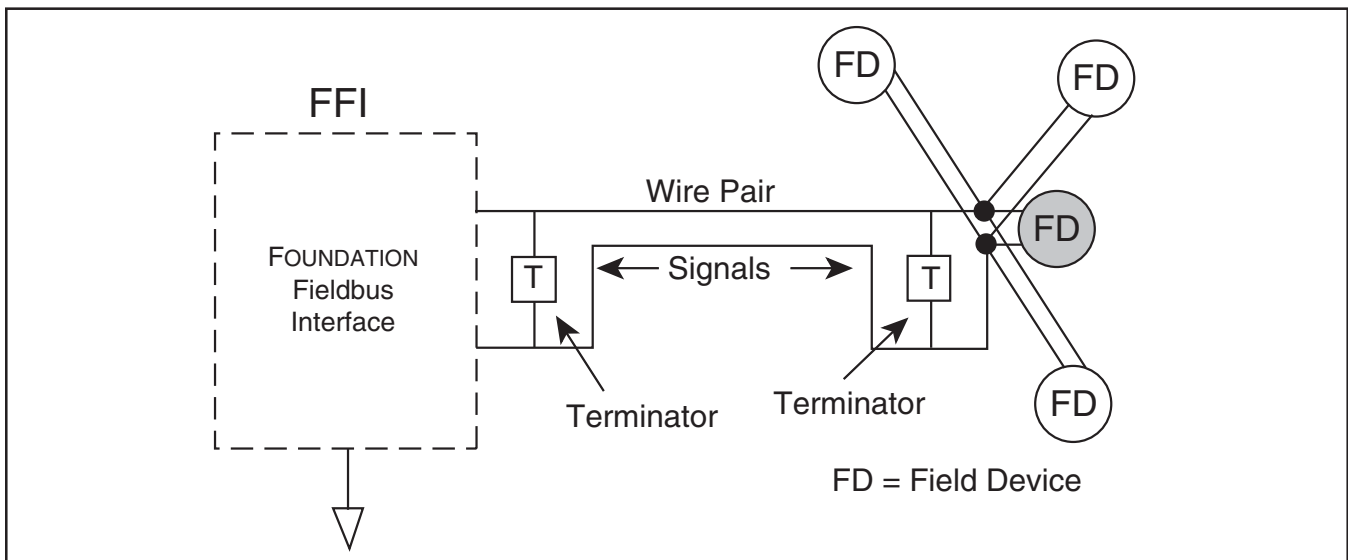 FFI
FOUNDATION
Fieldbus
Interface
Wire Pair
T
Signals
T
Terminator
Terminator
FD
FD
FD
FD
FD = Field Device